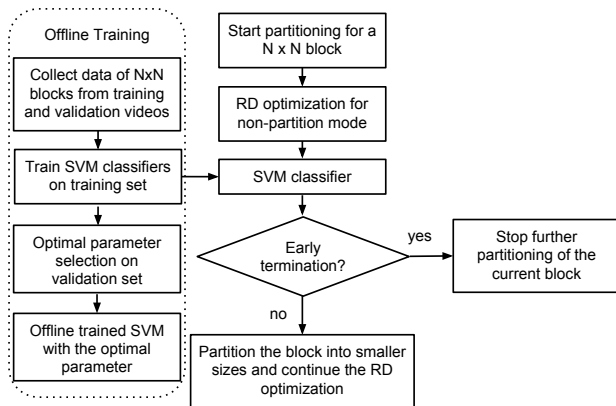 Offline Training
Collect data of NxN
blocks from training
and validation videos
Train SVM classifiers
on training set
Optimal parameter
selection on
validation set
Offline trained SVM
with the optimal
parameter
Start partitioning for a
N x N block
RD optimization for
non-partition mode
SVM classifier
Early
termination?
yes
Stop further
partitioning of the
current block
no
Partition the block into smaller
sizes and continue the RD
optimization